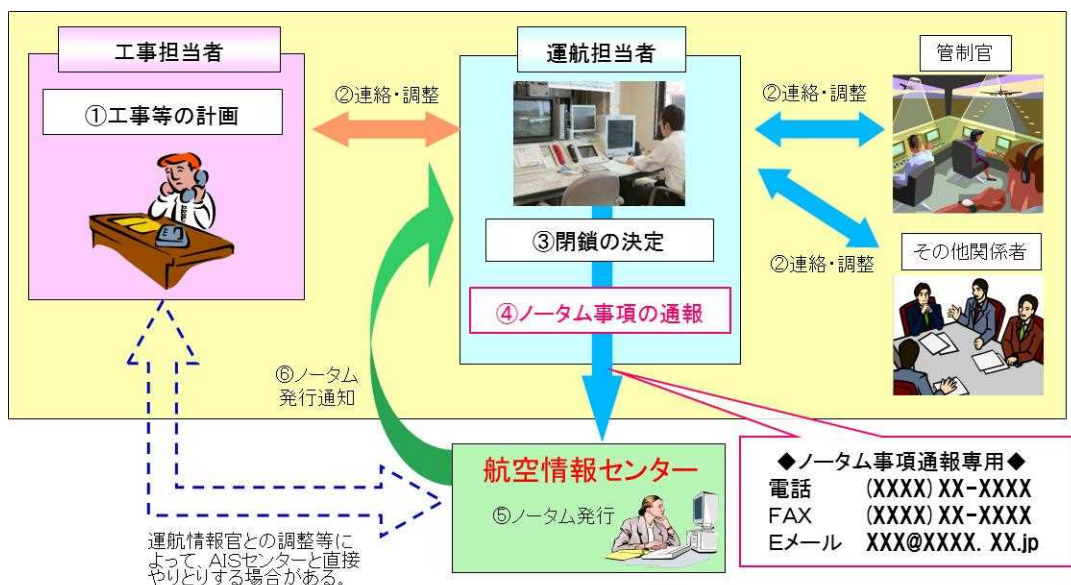 工事担当者
①工事等の計画
②連絡・調整
運航担当者
③閉鎖の決定
④ノータム事項の通報
②連絡・調整
管制官
②連絡・調整
その他関係者
⑥ノータム
発行通知
航空情報センター
⑤ノータム発行
◆ノータム事項通報専用◆
電話 (XXXX) XX-XXXX
FAX (XXXX) XX-XXXX
Eメール XXX@XXXX. XX.jp
運航情報官との調整等に
よって、AISセンターと直接
やりとりする場合がある。